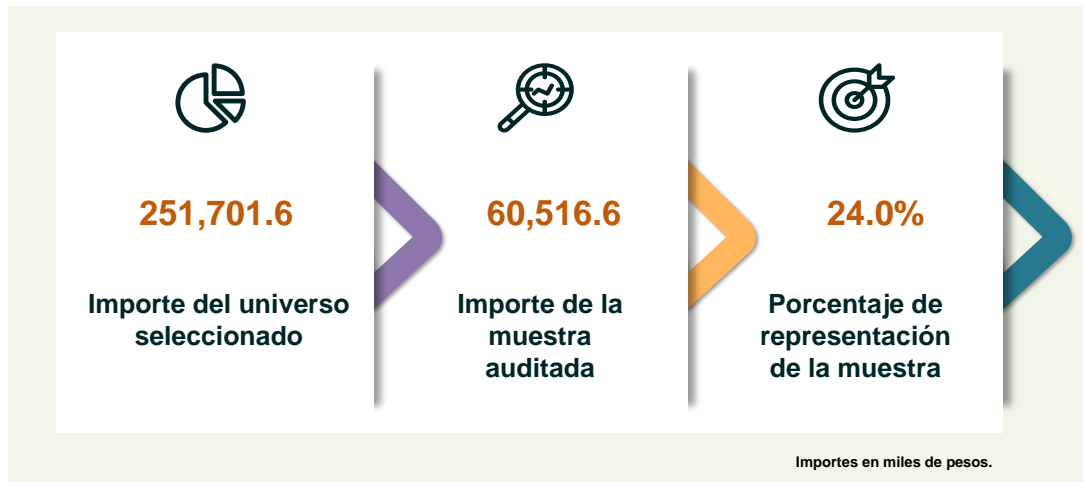 251,701.6
Importe del universo
seleccionado
60,516.6
Importe de la
muestra
auditada
24.0%
Porcentaje de
representación
de la muestra
Importes en miles de pesos.